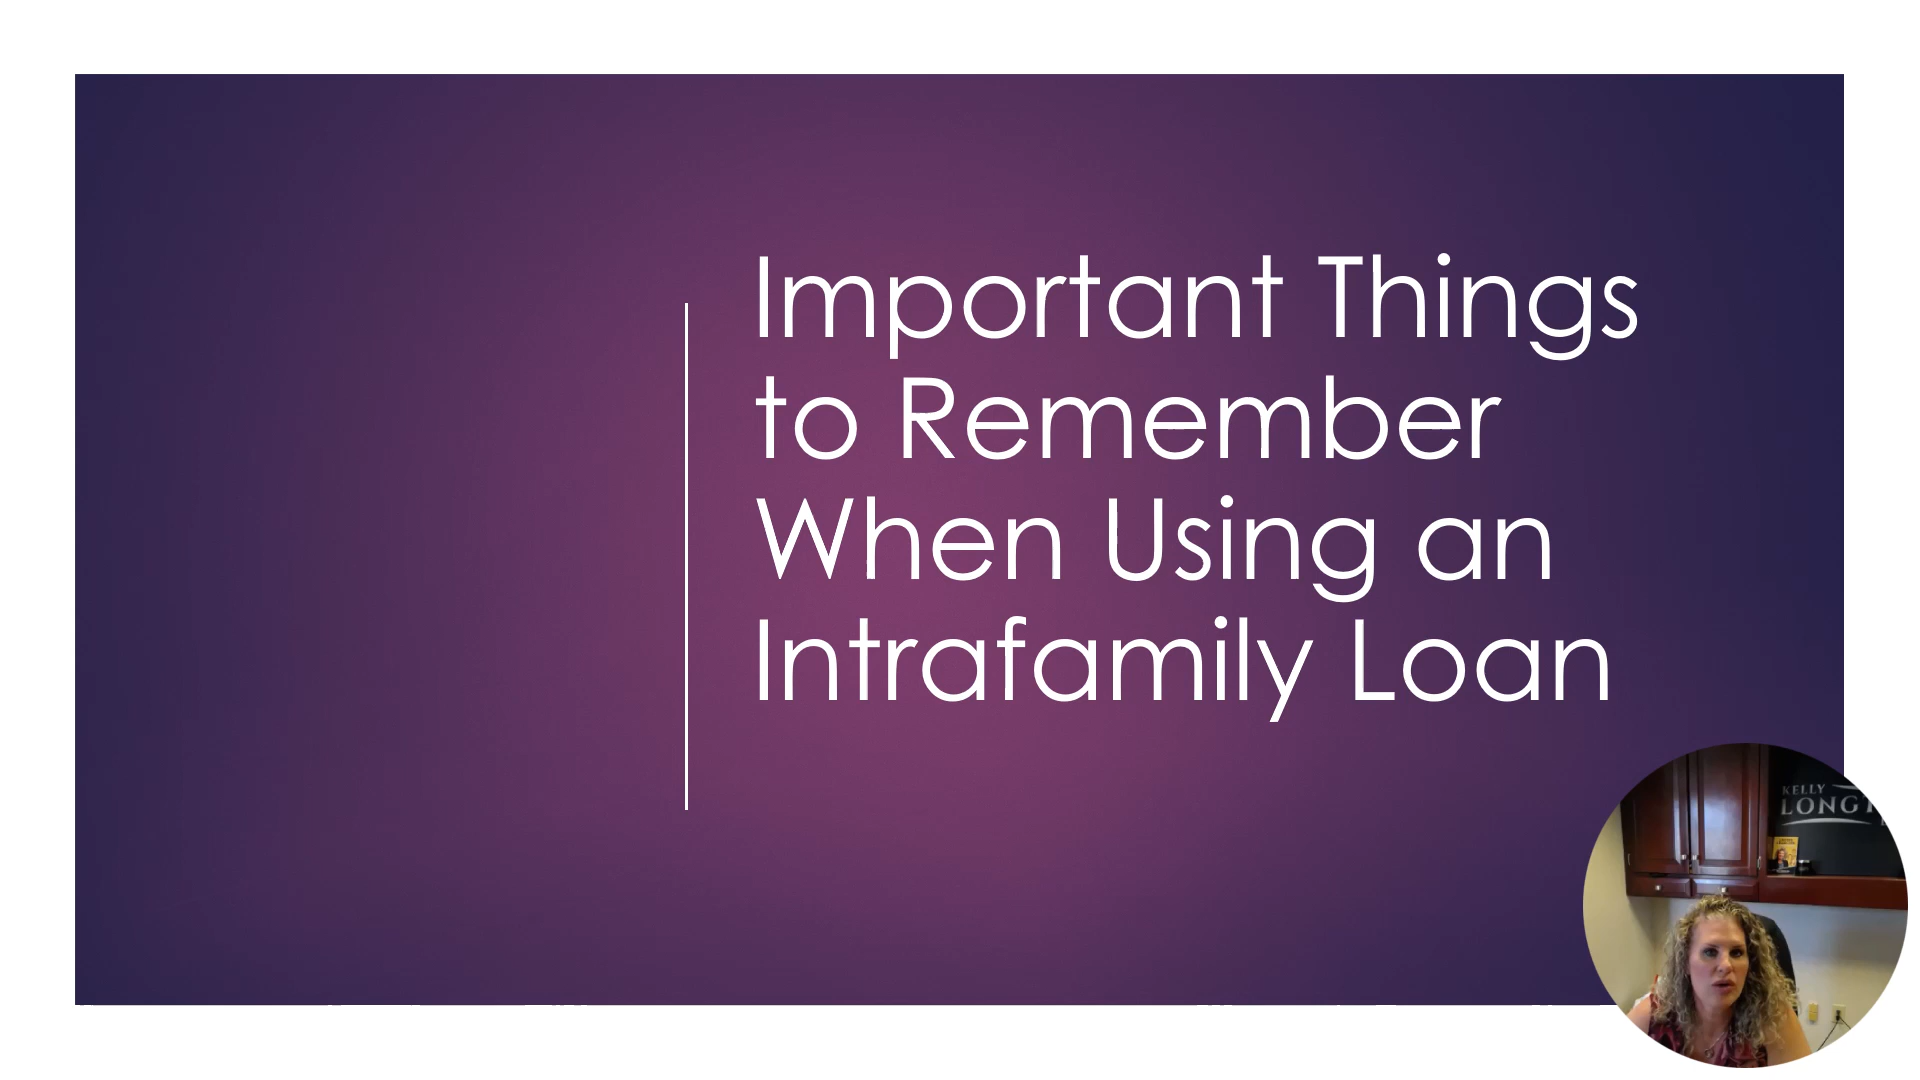 Important Things
to Remember
When Using an
Intrafamily Loan
KELLY
LONG